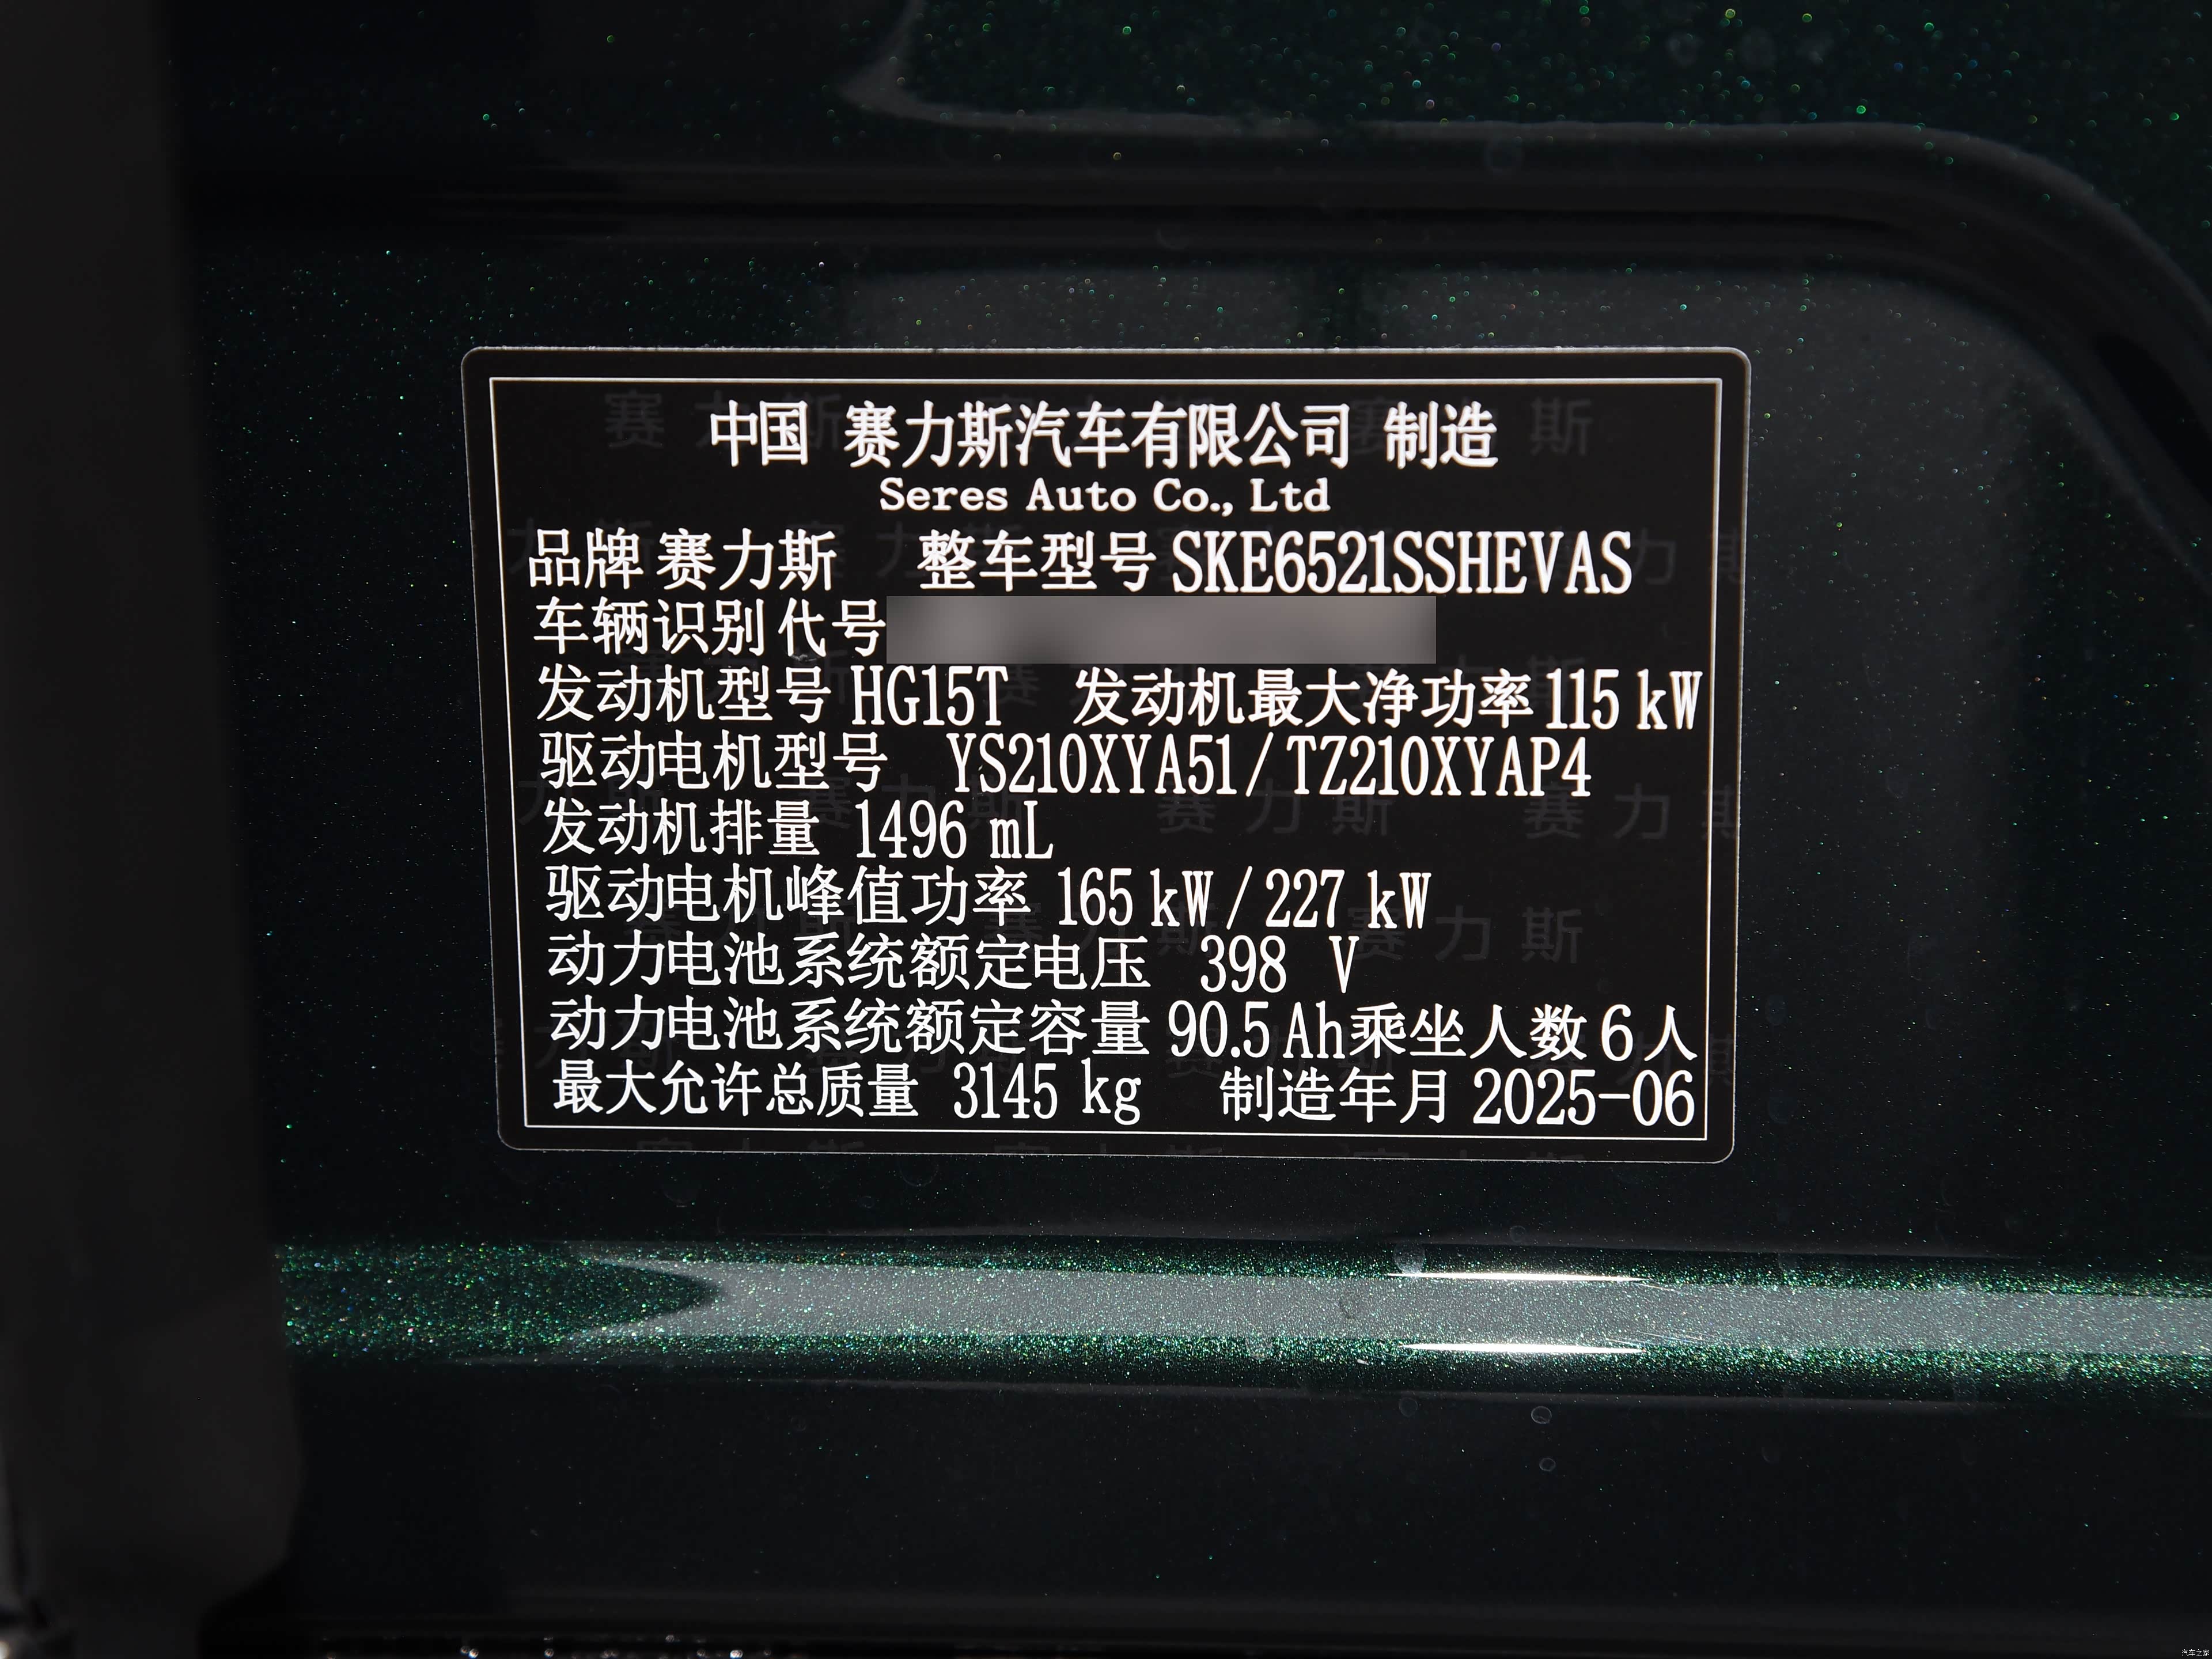 中国 赛力斯汽车有限公司 制造
Seres Auto Co., Ltd
品牌 赛力斯 整车型号 SKE6521SSHEVAS
车辆识别代号
发动机型号 HG15T 发动机最大净功率 115 kW
驱动电机型号 YS210XYA51/TZ210XYAP4
发动机排量 1496 mL
驱动电机峰值功率 165 kW/227 kW
动力电池系统额定电压 398 V
动力电池系统额定容量 90.5 Ah 乘坐人数 6 人
最大允许总质量 3145 kg 制造年月 2025-06
汽车之家